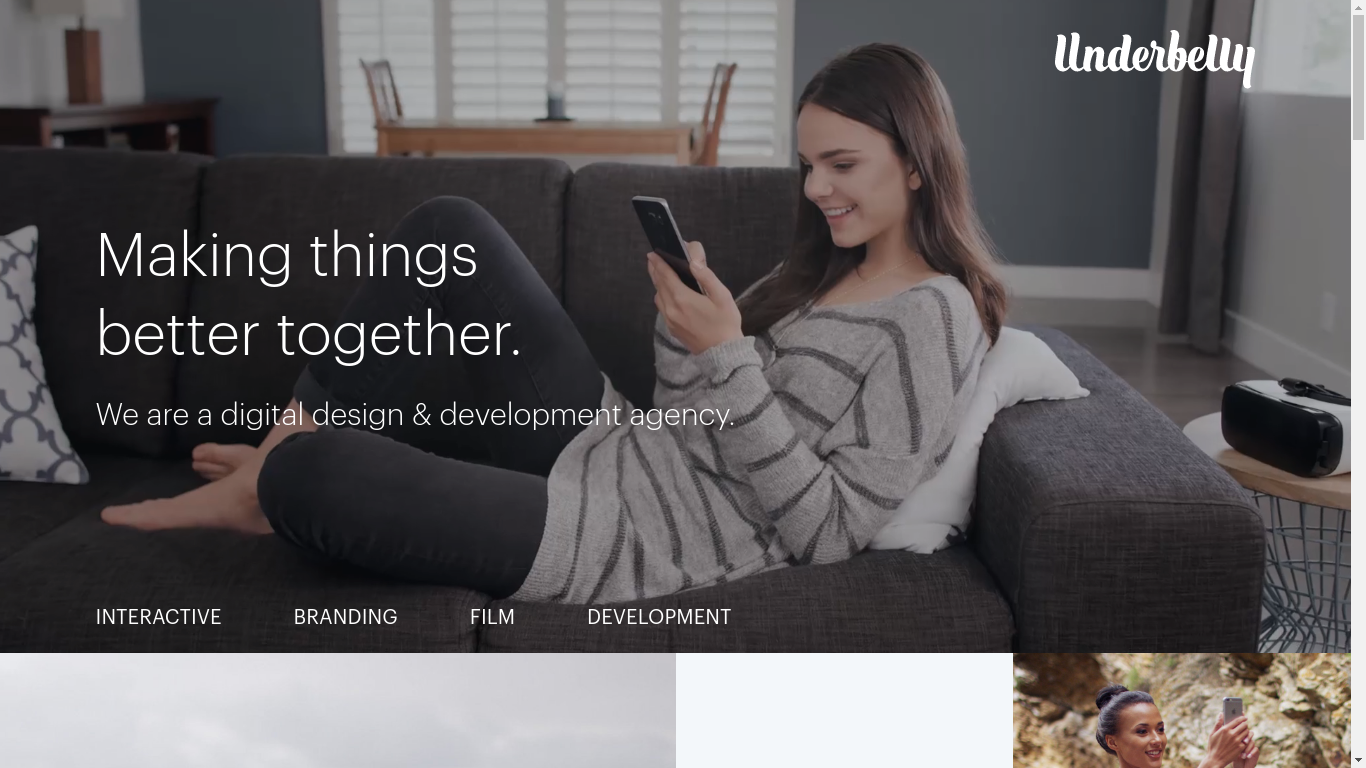 Underbelly
Making things
better together.
We are a digital design & development agency.
INTERACTIVE BRANDING FILM DEVELOPMENT